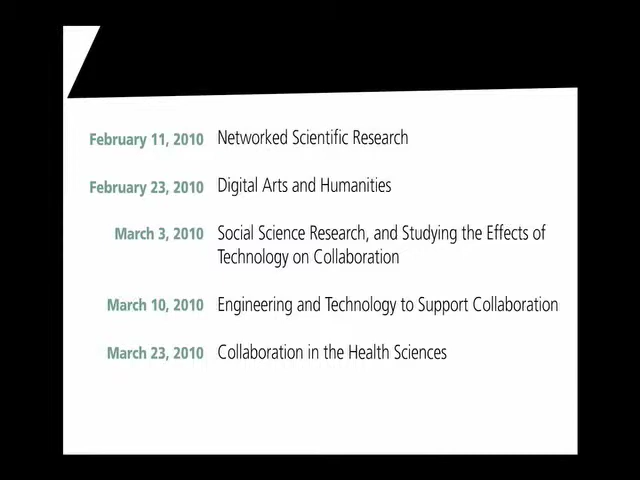 February 11, 2010 Networked Scientific Research
February 23, 2010 Digital Arts and Humanities
March 3, 2010 Social Science Research, and Studying the Effects of
Technology on Collaboration
March 10, 2010 Engineering and Technology to Support Collaboration
March 23, 2010 Collaboration in the Health Sciences